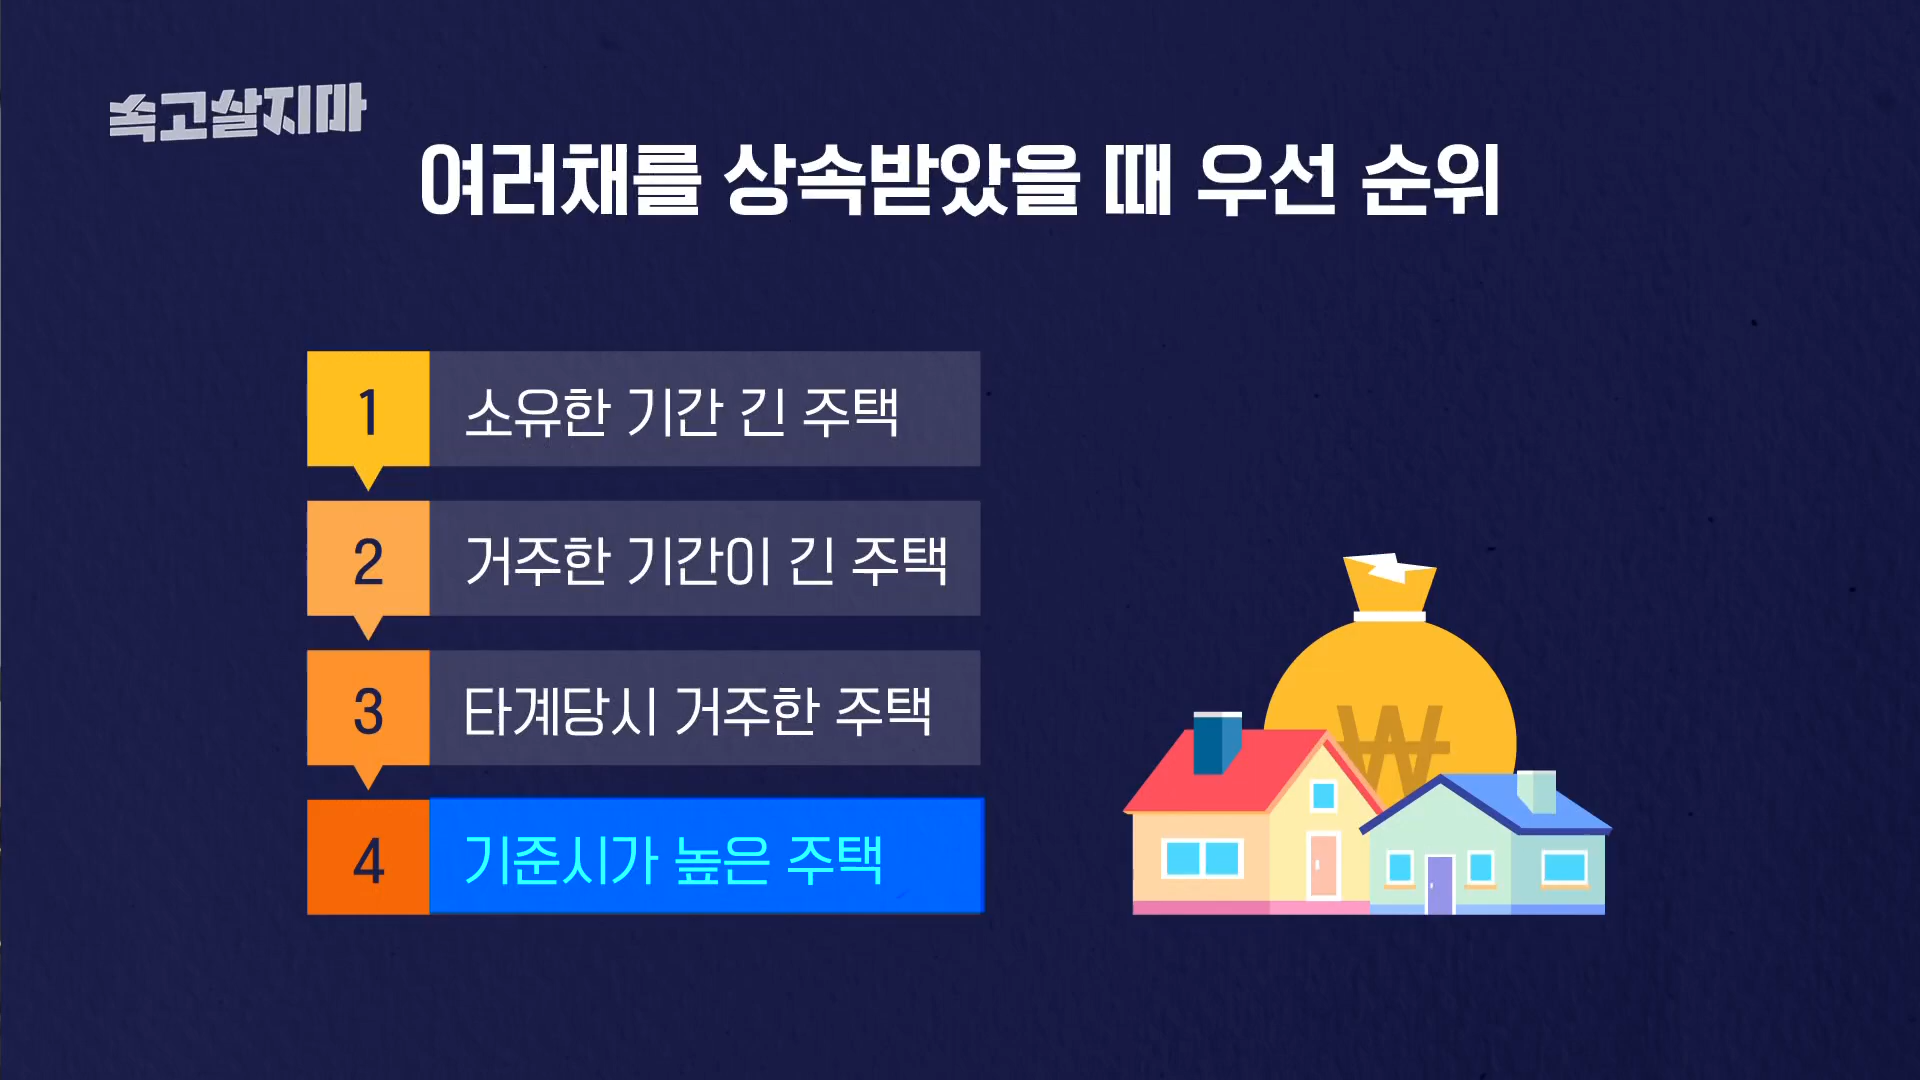 속고살지마
여러채를 상속받았을 때 우선 순위
1 소유한 기간 긴 주택
2 거주한 기간이 긴 주택
3 타계당시 거주한 주택
4 기준시가 높은 주택
₩